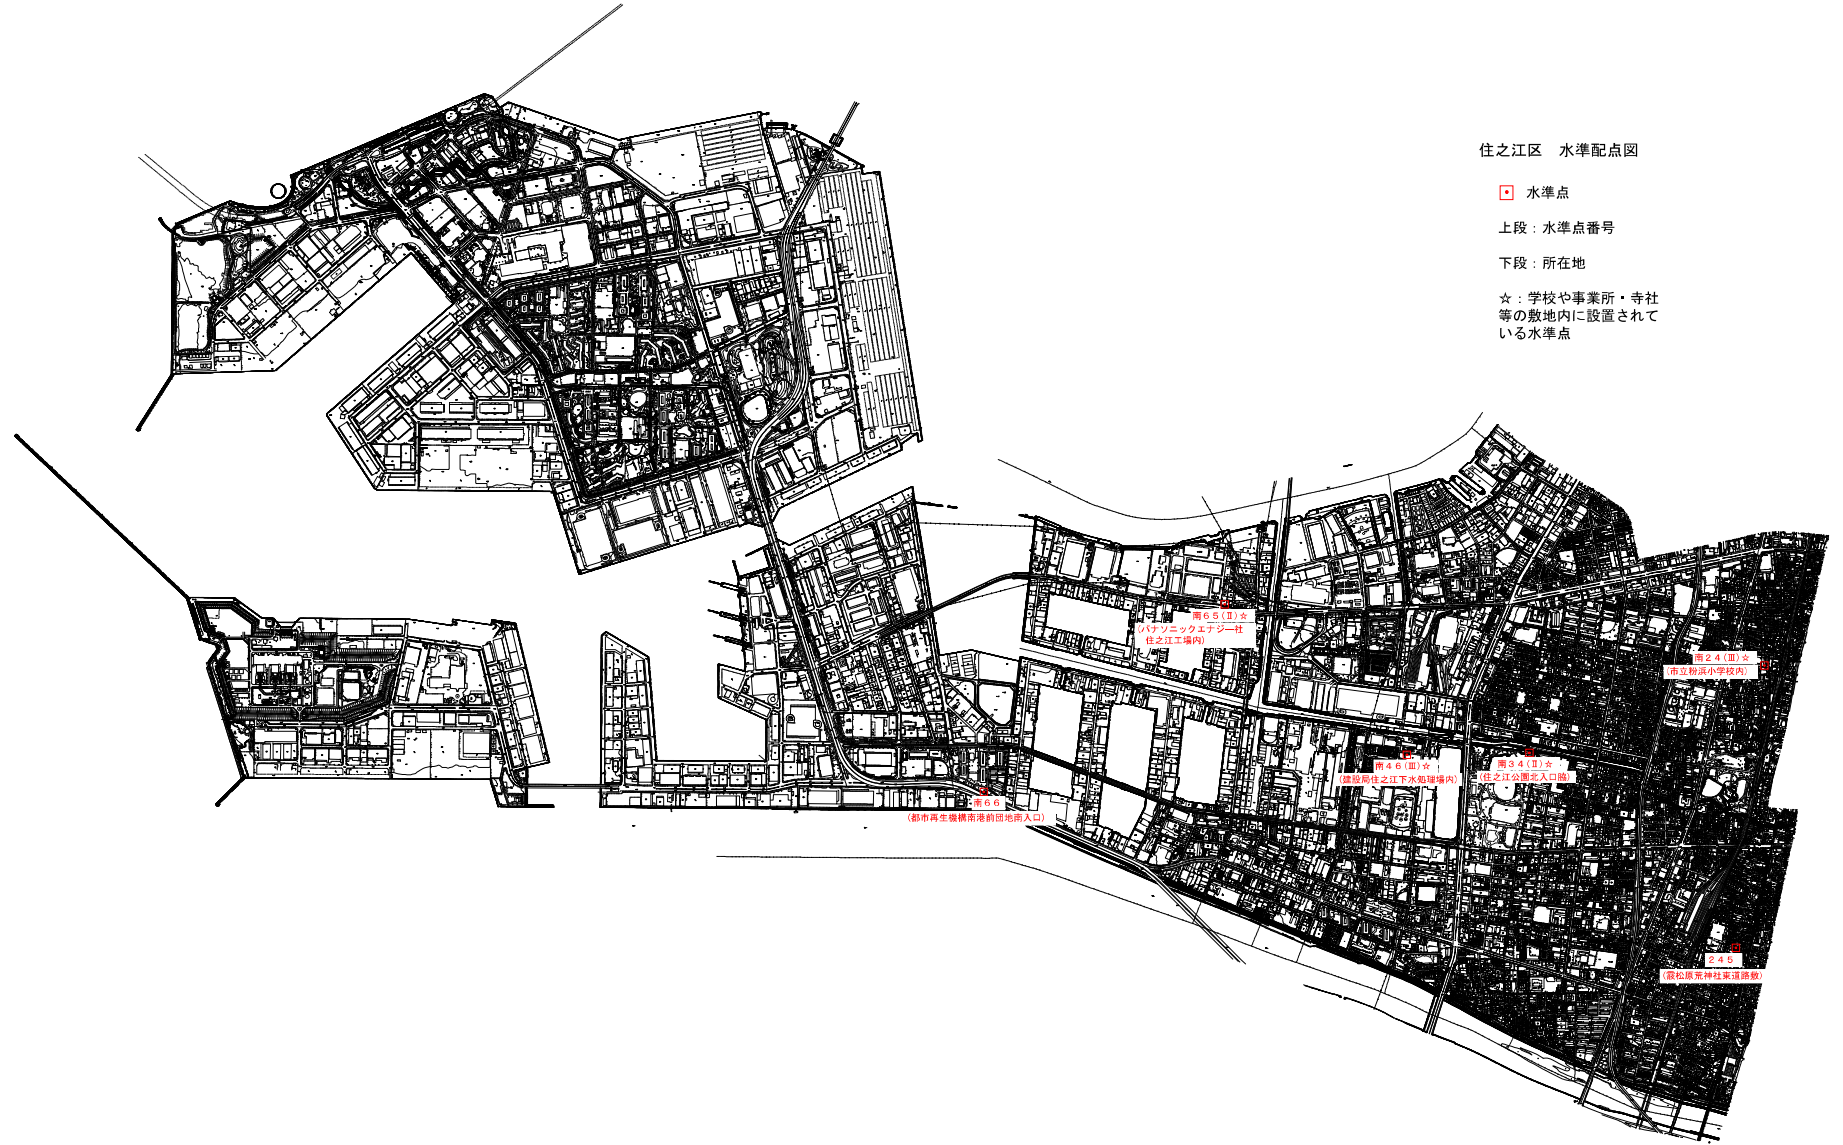 住之江区　水準配点図
水準点
上段：水準点番号
下段：所在地
☆：学校や事業所・寺社
等の敷地内に設置されて
いる水準点
南６５(Ⅱ)☆
(パナソニックエナジー社
住之江工場内)
南２４(Ⅲ)☆
(市立粉浜小学校内)
南４６(Ⅲ)☆
(建設局住之江下水処理場内)
南３４(Ⅱ)☆
(住之江公園北入口脇)
南６６
(都市再生機構南港前団地南入口)
２４５
(霰松原荒神社東道路敷)